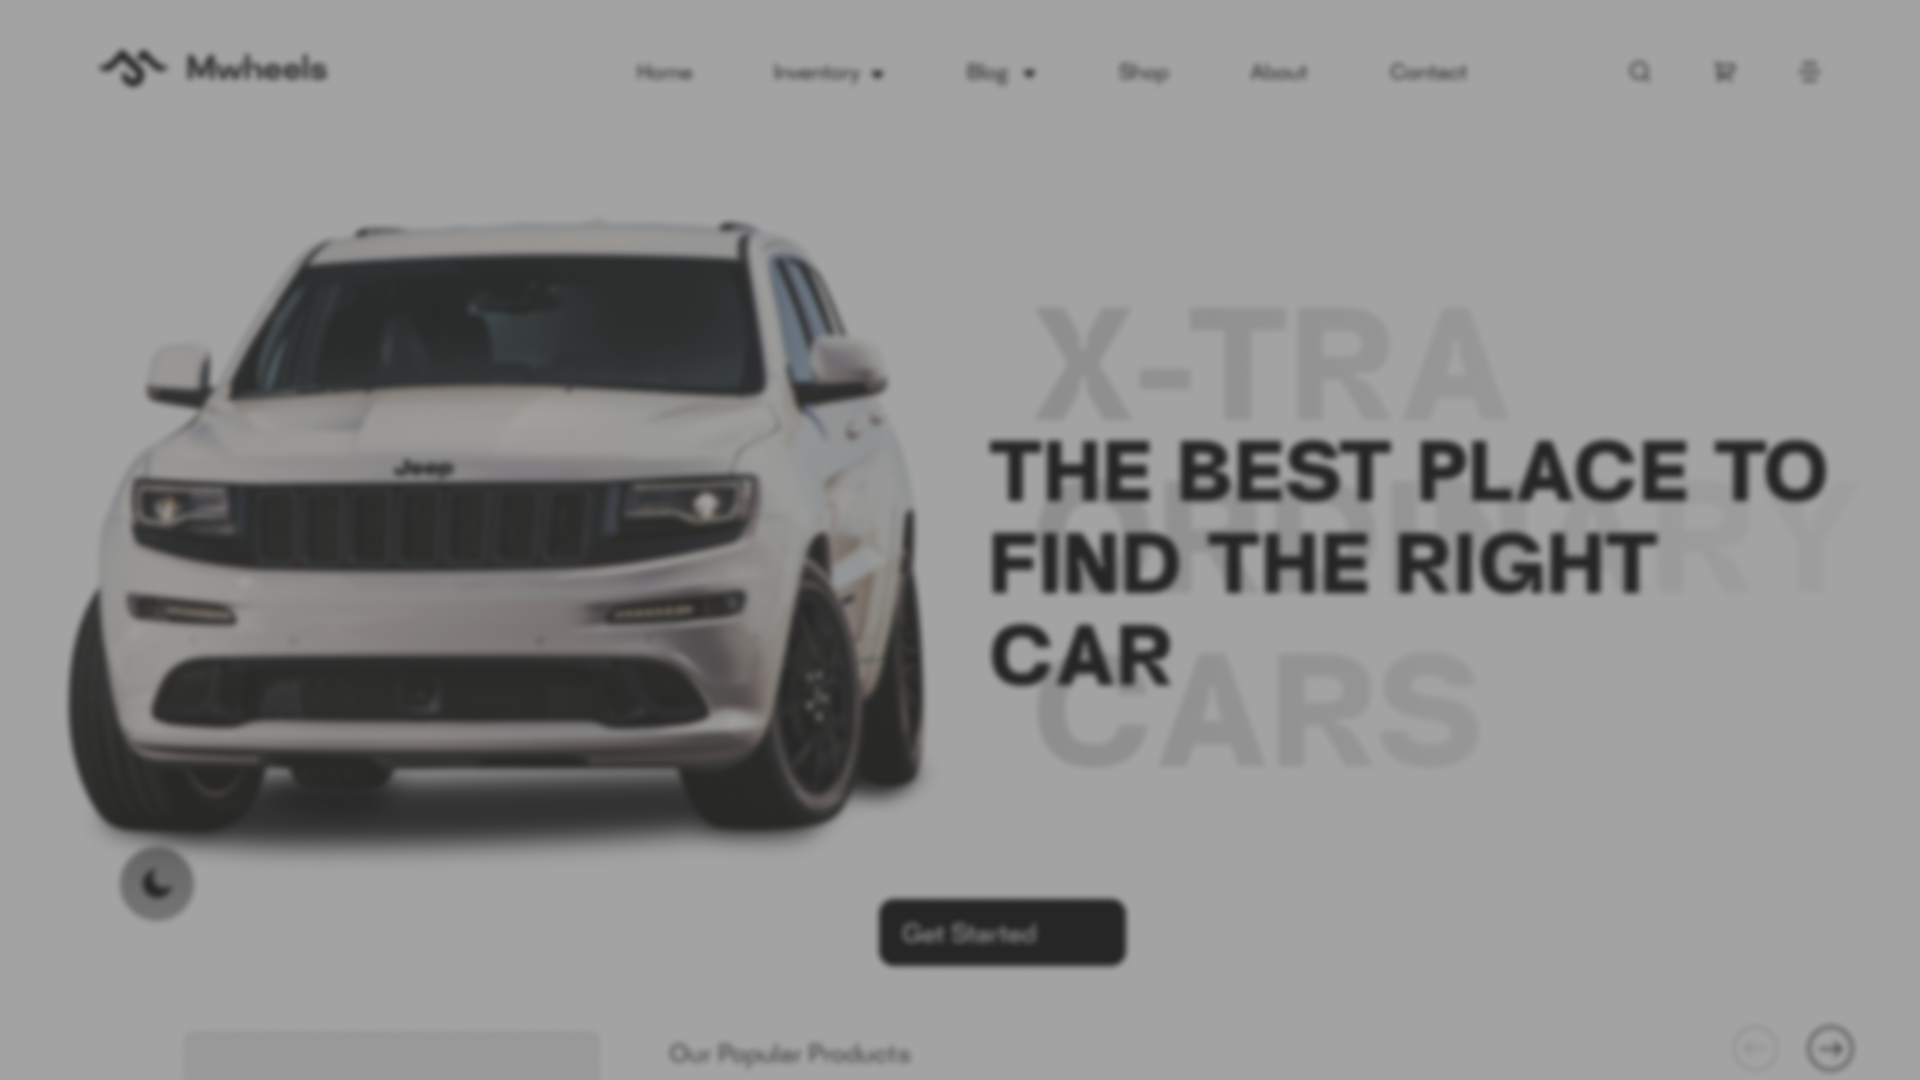 Mwheels
Home
Inventory
Blog
Shop
About
Contact
Jeep
X-TRA
ORDINARY
CARS
THE BEST PLACE TO
FIND THE RIGHT
CAR
Get Started
Our Popular Products